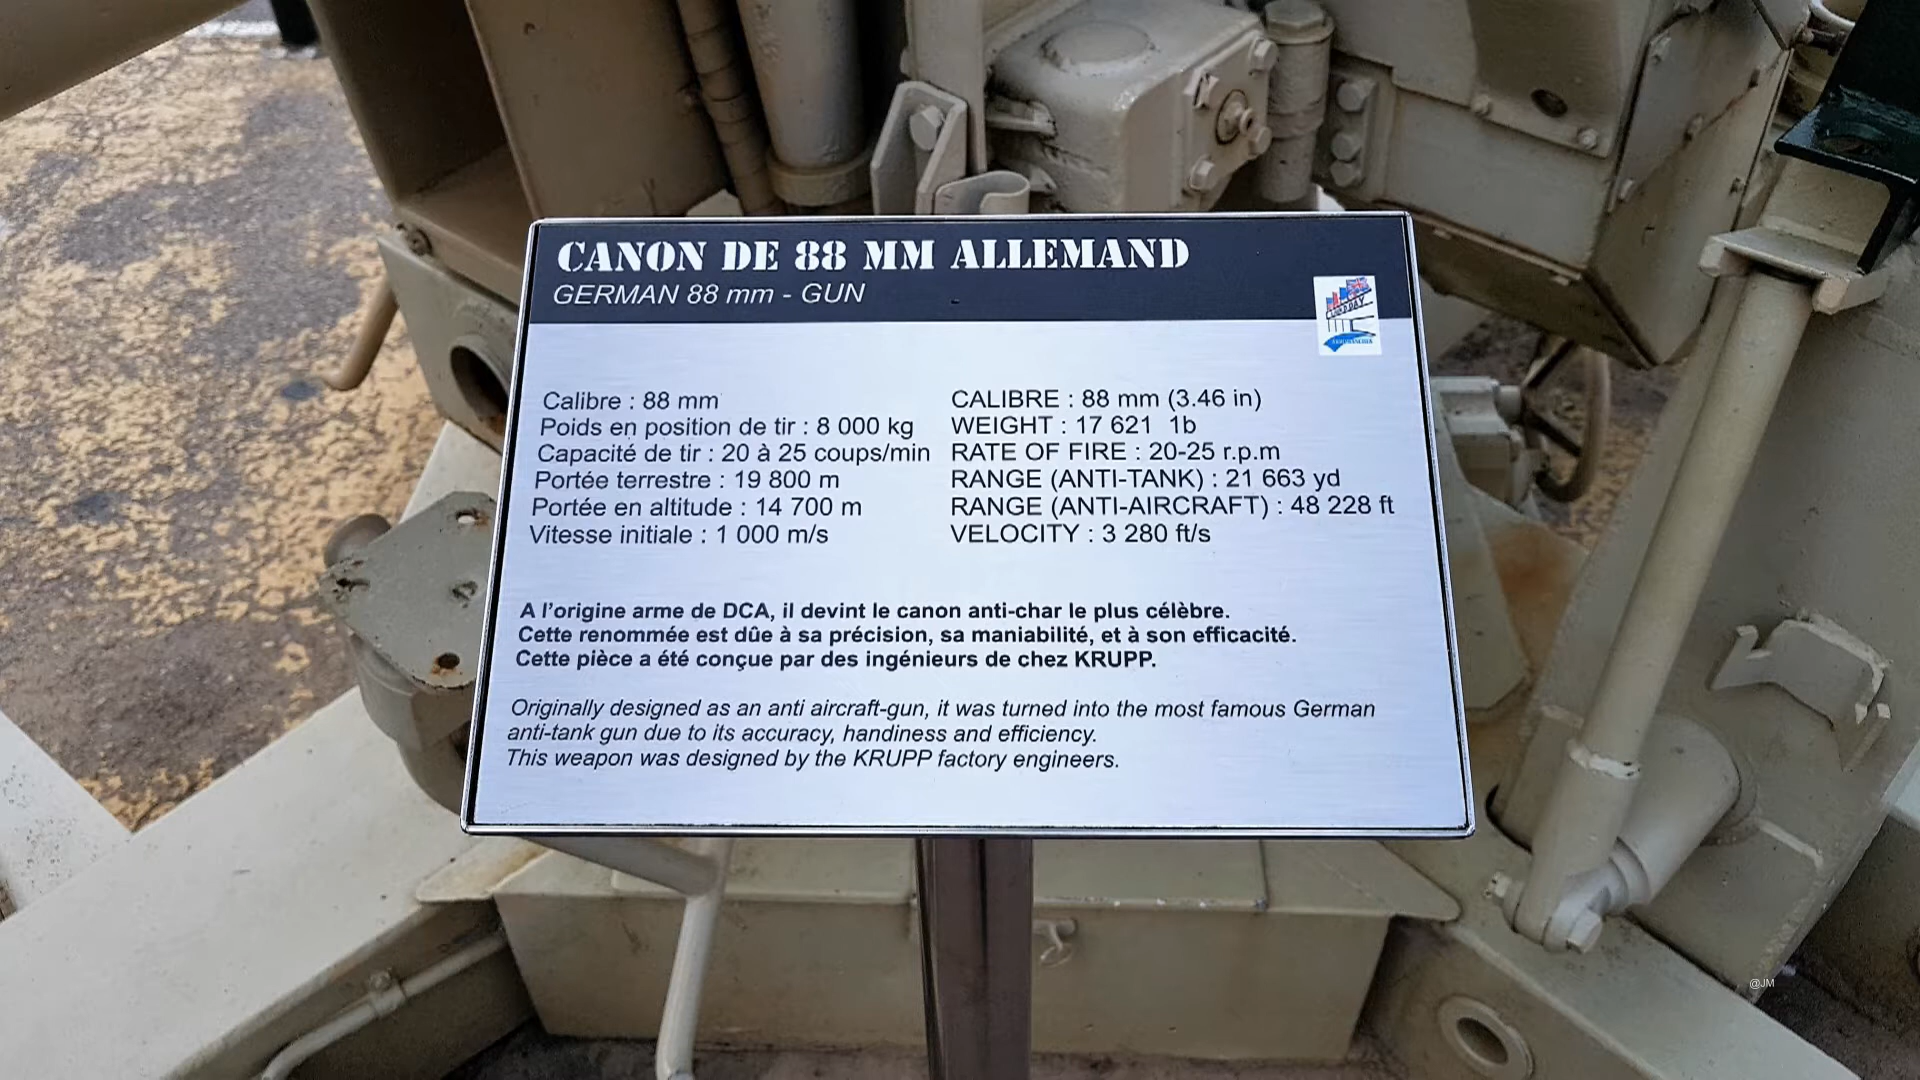 CANON DE 88 MM ALLEMAND
GERMAN 88 mm - GUN
Calibre : 88 mm
Poids en position de tir : 8 000 kg
Capacité de tir : 20 à 25 coups/min
Portée terrestre : 19 800 m
Portée en altitude : 14 700 m
Vitesse initiale : 1 000 m/s
CALIBRE : 88 mm (3.46 in)
WEIGHT : 17 621 1b
RATE OF FIRE : 20-25 r.p.m
RANGE (ANTI-TANK) : 21 663 yd
RANGE (ANTI-AIRCRAFT) : 48 228 ft
VELOCITY : 3 280 ft/s
A l'origine arme de DCA, il devint le canon anti-char le plus célèbre.
Cette renommée est dûe à sa précision, sa maniabilité, et à son efficacité.
Cette pièce a été conçue par des ingénieurs de chez KRUPP.
Originally designed as an anti aircraft-gun, it was turned into the most famous German
anti-tank gun due to its accuracy, handiness and efficiency.
This weapon was designed by the KRUPP factory engineers.
@JM